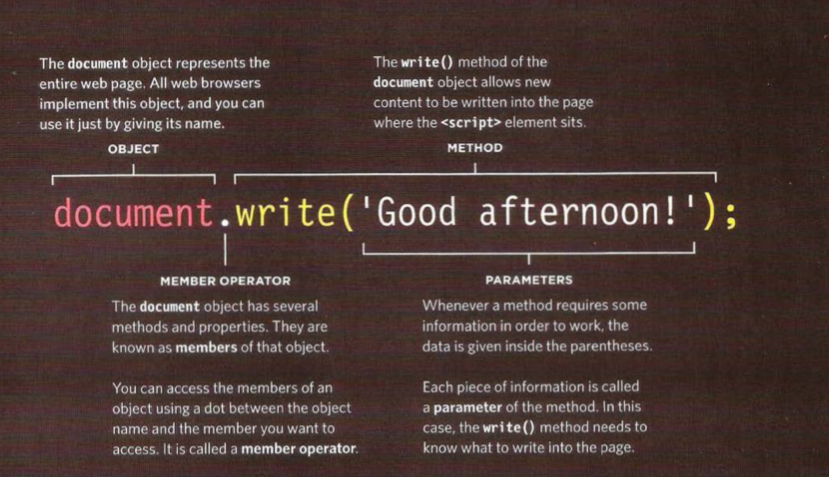 The document object represents the
entire web page. All web browsers
implement this object, and you can
use it just by giving its name.
OBJECT
The write() method of the
document object allows new
content to be written into the page
where the <script> element sits.
METHOD
document.write('Good afternoon!');
MEMBER OPERATOR
The document object has several
methods and properties. They are
known as members of that object.
You can access the members of an
object using a dot between the object
name and the member you want to
access. It is called a member operator.
PARAMETERS
Whenever a method requires some
information in order to work, the
data is given inside the parentheses.
Each piece of information is called
a parameter of the method. In this
case, the write() method needs to
know what to write into the page.